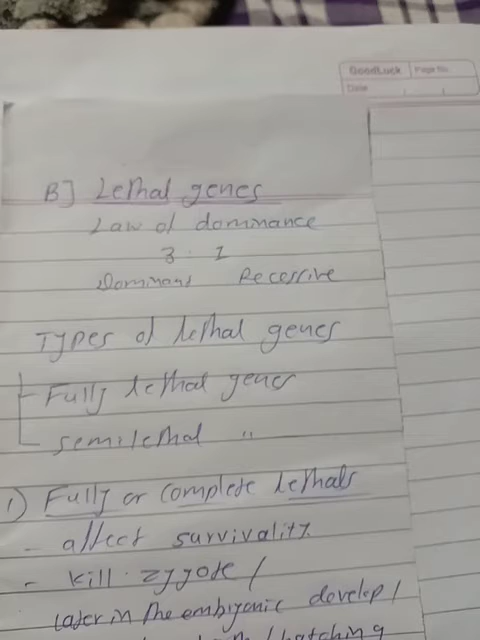 GoodLuck Page No.
Date
B] Lethal genes
Law of dominance
3 : 1
Dominant Recessive
Types of lethal genes
Fully lethal genes
semilethal "
1) Fully or complete lethals
- affect survivality.
- kill zygote /
later in the embryonic develop /
/ hatching